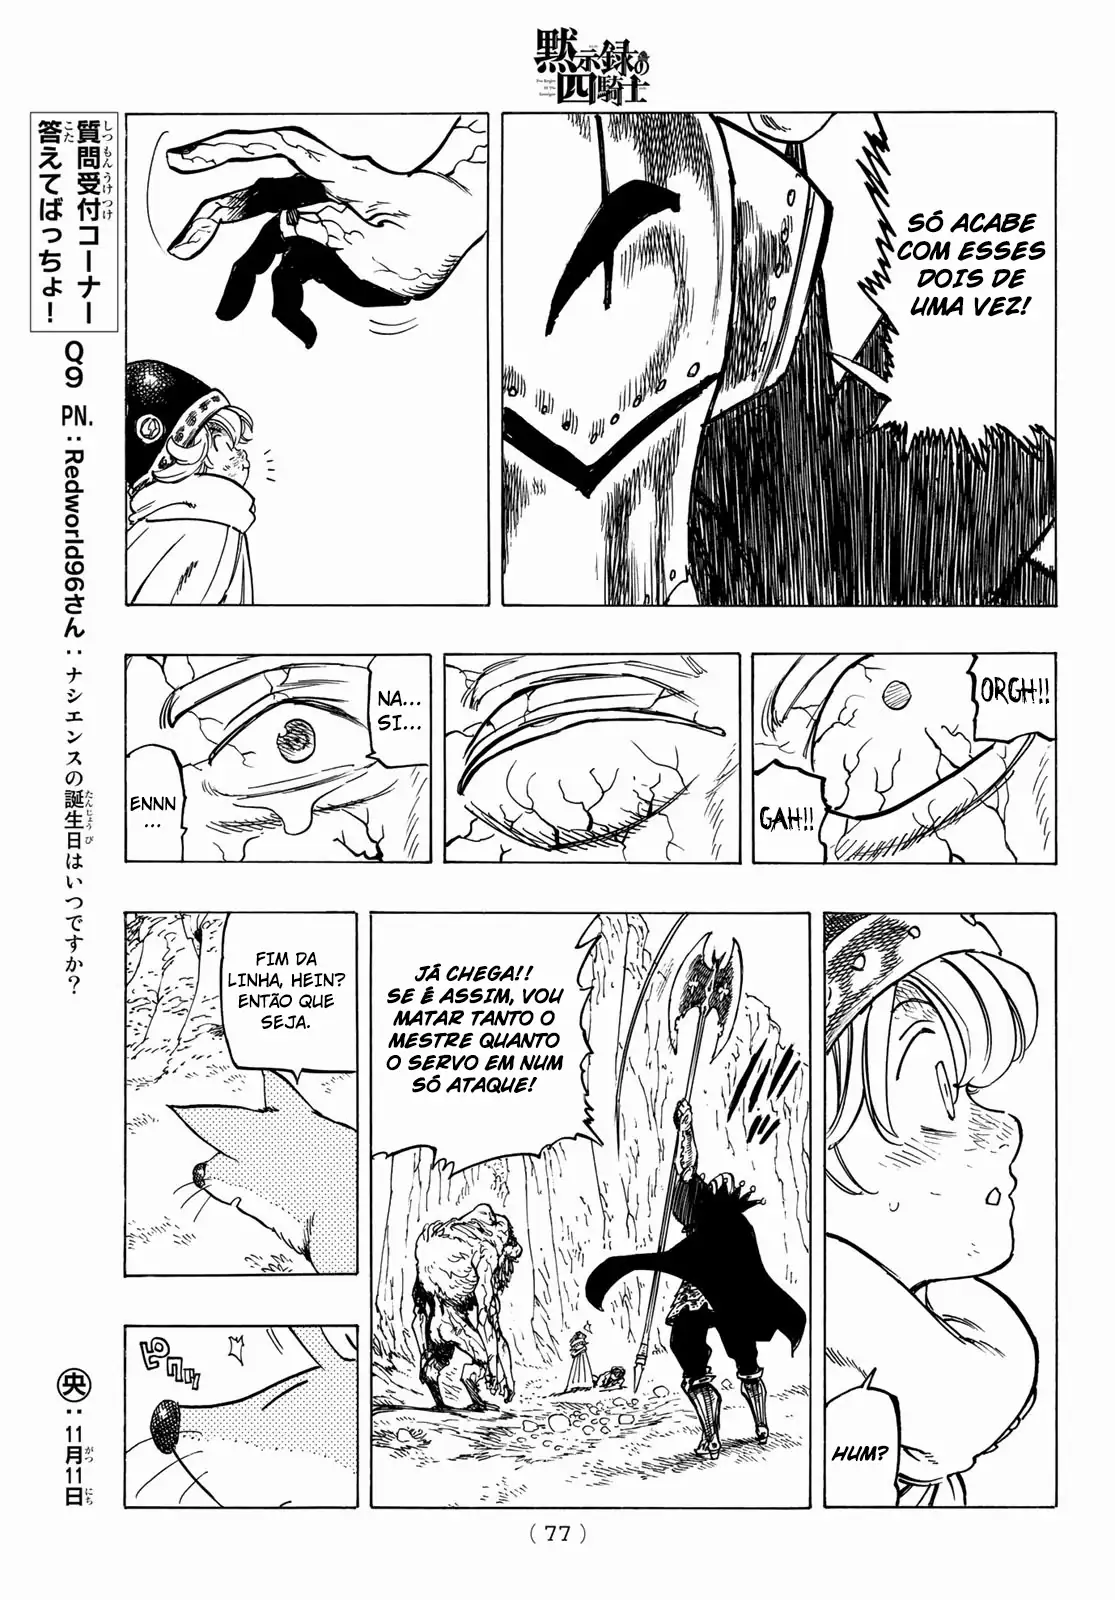 黙示録の
四騎士
SÓ ACABE
COM ESSES
DOIS DE
UMA VEZ!
ORGH!!
GAH!!
NA...
SI...
ENNN
...
HUM?
JÁ CHEGA!!
SE É ASSIM, VOU
MATAR TANTO O
MESTRE QUANTO
O SERVO EM NUM
SÓ ATAQUE!
FIM DA
LINHA, HEIN?
ENTÃO QUE
SEJA.
質問受付コーナー
答えてばっちょ！
Q9 PN.：Redworld96さん：ナシエンスの誕生日はいつですか？
央：11月11日
(77)